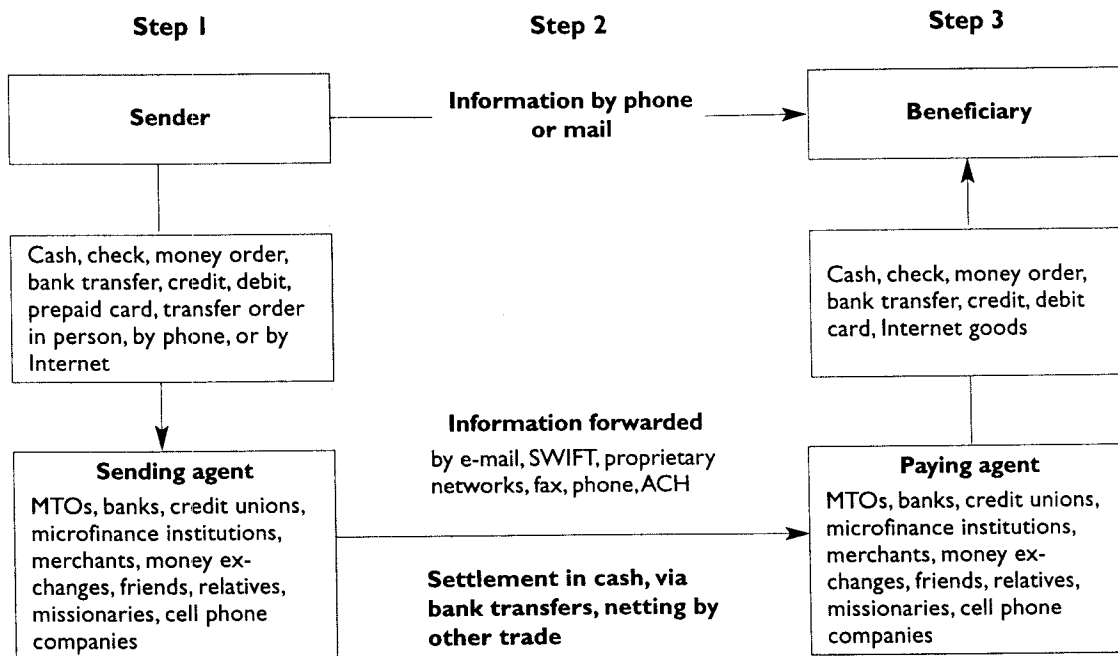 Step 1
Step 2
Step 3
Sender
Information by phone
or mail
Beneficiary
Cash, check, money order,
bank transfer, credit, debit,
prepaid card, transfer order
in person, by phone, or by
Internet
Cash, check, money order,
bank transfer, credit, debit
card, Internet goods
Sending agent
MTOs, banks, credit unions,
microfinance institutions,
merchants, money ex-
changes, friends, relatives,
missionaries, cell phone
companies
Information forwarded
by e-mail, SWIFT, proprietary
networks, fax, phone, ACH
Settlement in cash, via
bank transfers, netting by
other trade
Paying agent
MTOs, banks, credit unions,
microfinance institutions,
merchants, money ex-
changes, friends, relatives,
missionaries, cell phone
companies